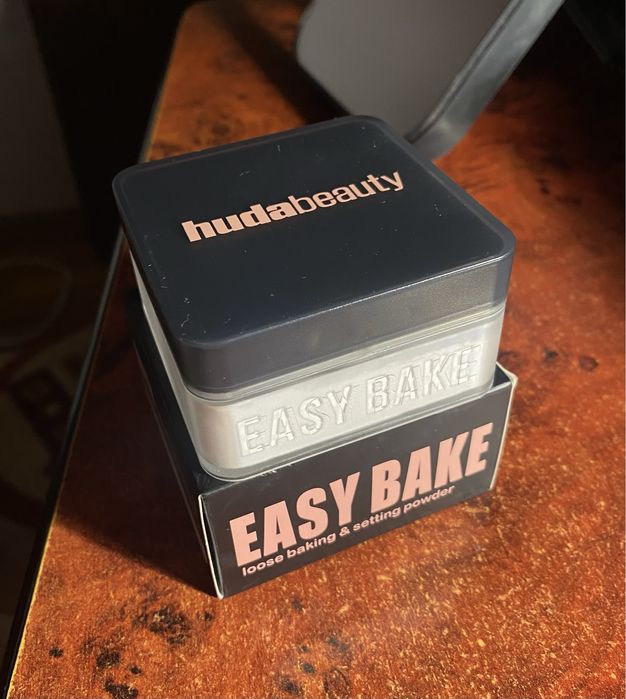 hudabeauty
EASY BAKE
EASY BAKE
loose baking & setting powder